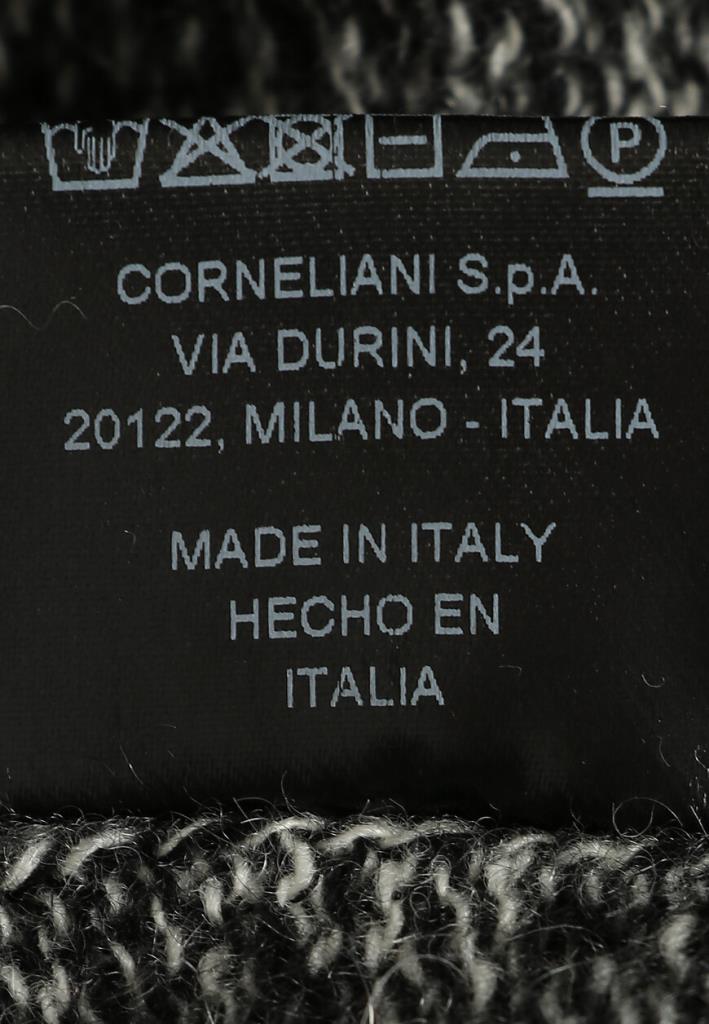 P
CORNELIANI S.p.A.
VIA DURINI, 24
20122, MILANO - ITALIA
MADE IN ITALY
HECHO EN
ITALIA